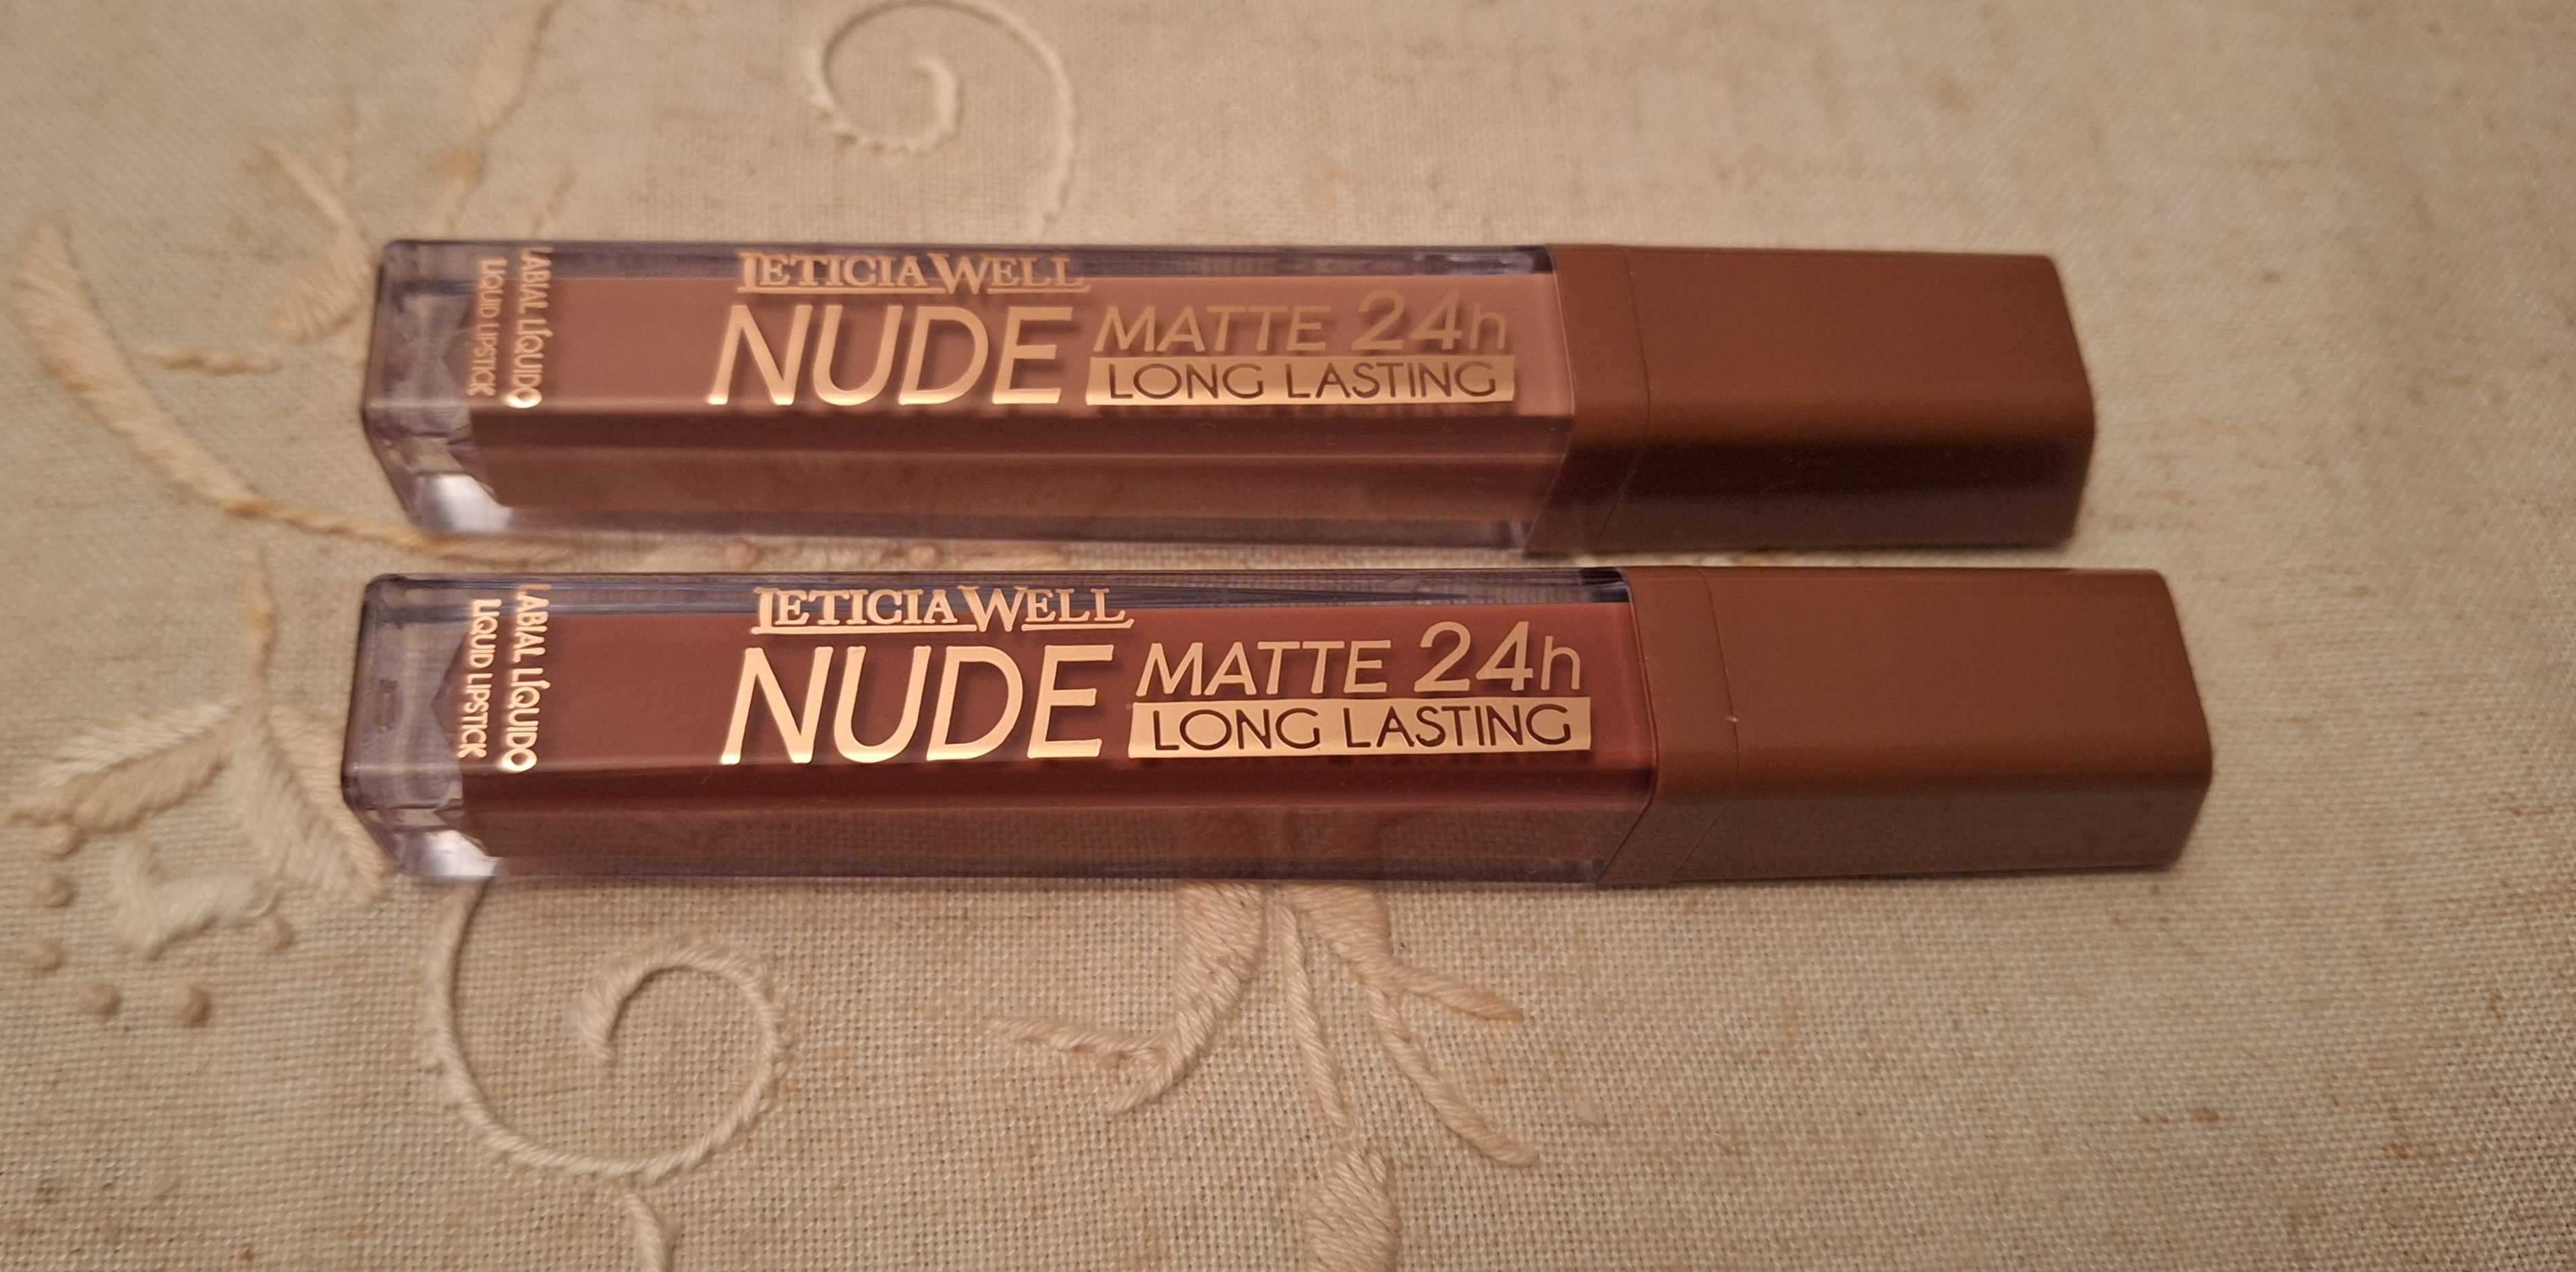 LETICIA WELL
NUDE MATTE 24h
LONG LASTING
LABIAL LÍQUIDO
LIQUID LIPSTICK
LETICIA WELL
NUDE MATTE 24h
LONG LASTING
LABIAL LÍQUIDO
LIQUID LIPSTICK